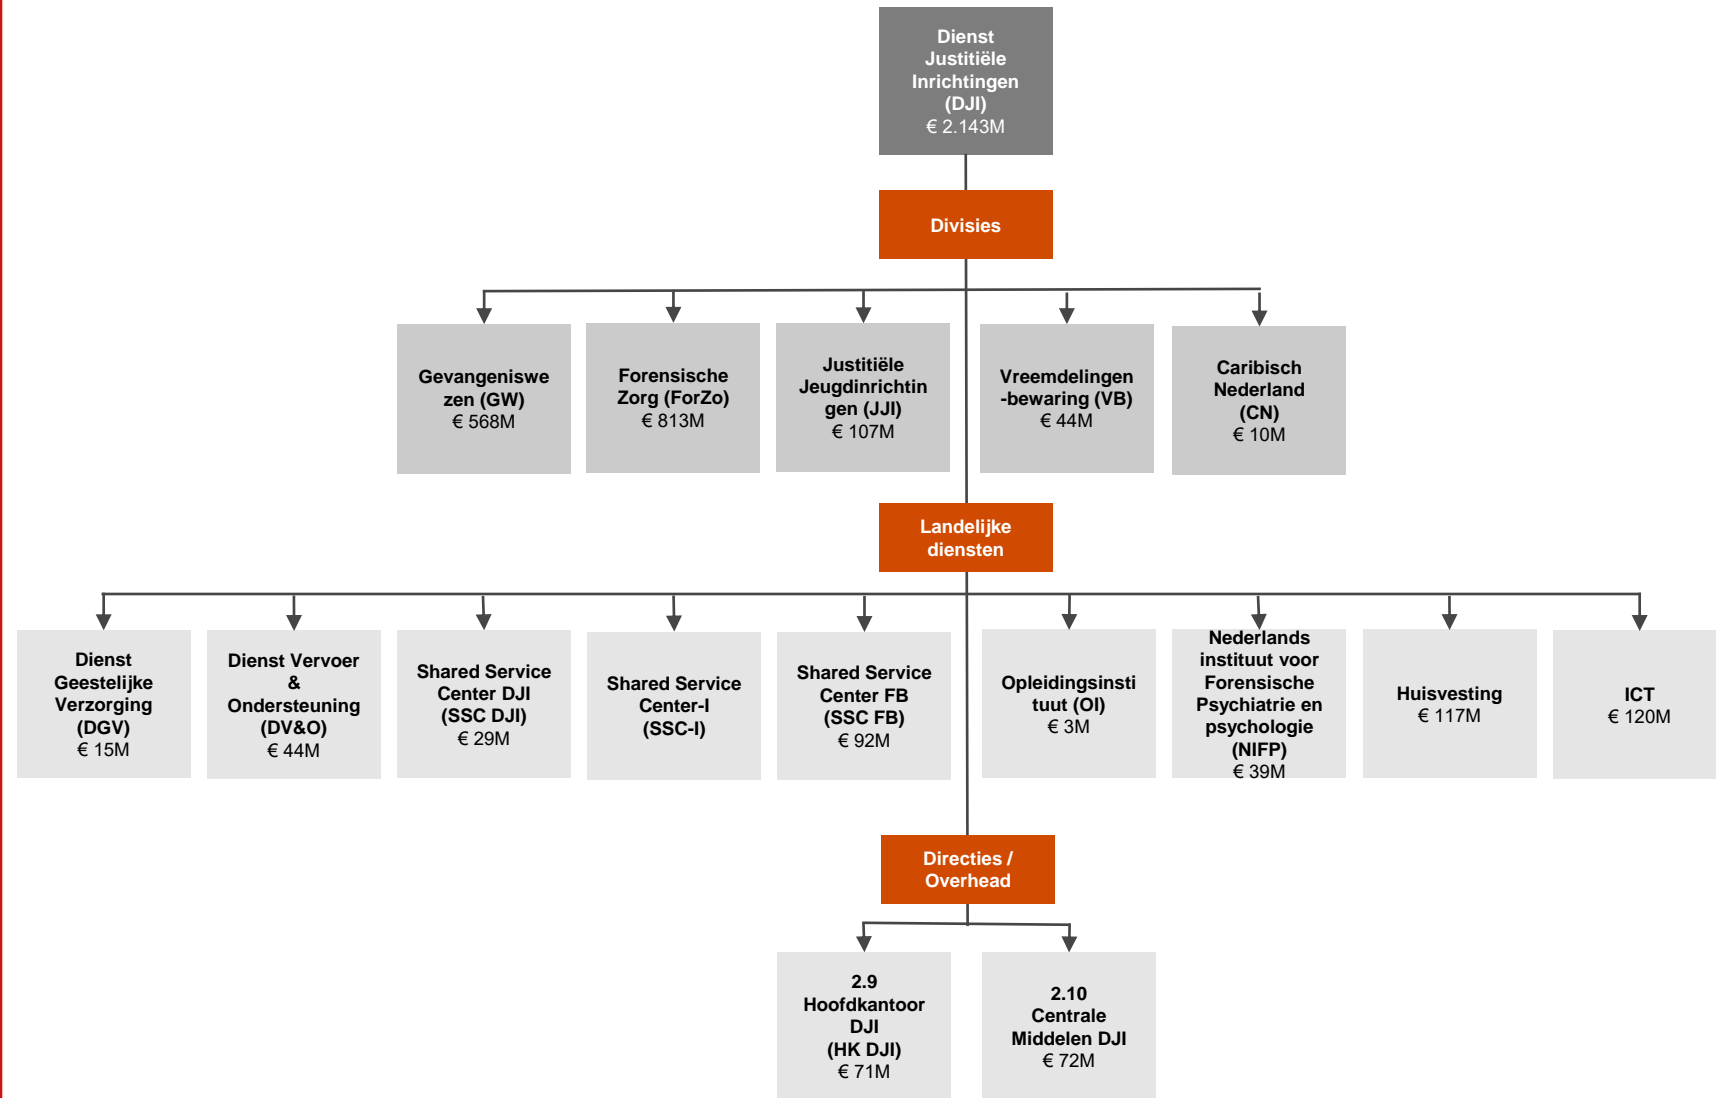 Dienst
Justitiële
Inrichtingen
(DJI)
€ 2.143M
Divisies
Gevangeniswe
zen (GW)
€ 568M
Forensische
Zorg (ForZo)
€ 813M
Justitiële
Jeugdinrichtin
gen (JJI)
€ 107M
Vreemdelingen
-bewaring (VB)
€ 44M
Caribisch
Nederland
(CN)
€ 10M
Landelijke
diensten
Dienst
Geestelijke
Verzorging
(DGV)
€ 15M
Dienst Vervoer
&
Ondersteuning
(DV&O)
€ 44M
Shared Service
Center DJI
(SSC DJI)
€ 29M
Shared Service
Center-I
(SSC-I)
Shared Service
Center FB
(SSC FB)
€ 92M
Opleidingsinsti
tuut (OI)
€ 3M
Nederlands
instituut voor
Forensische
Psychiatrie en
psychologie
(NIFP)
€ 39M
Huisvesting
€ 117M
ICT
€ 120M
Directies /
Overhead
2.9
Hoofdkantoor
DJI
(HK DJI)
€ 71M
2.10
Centrale
Middelen DJI
€ 72M